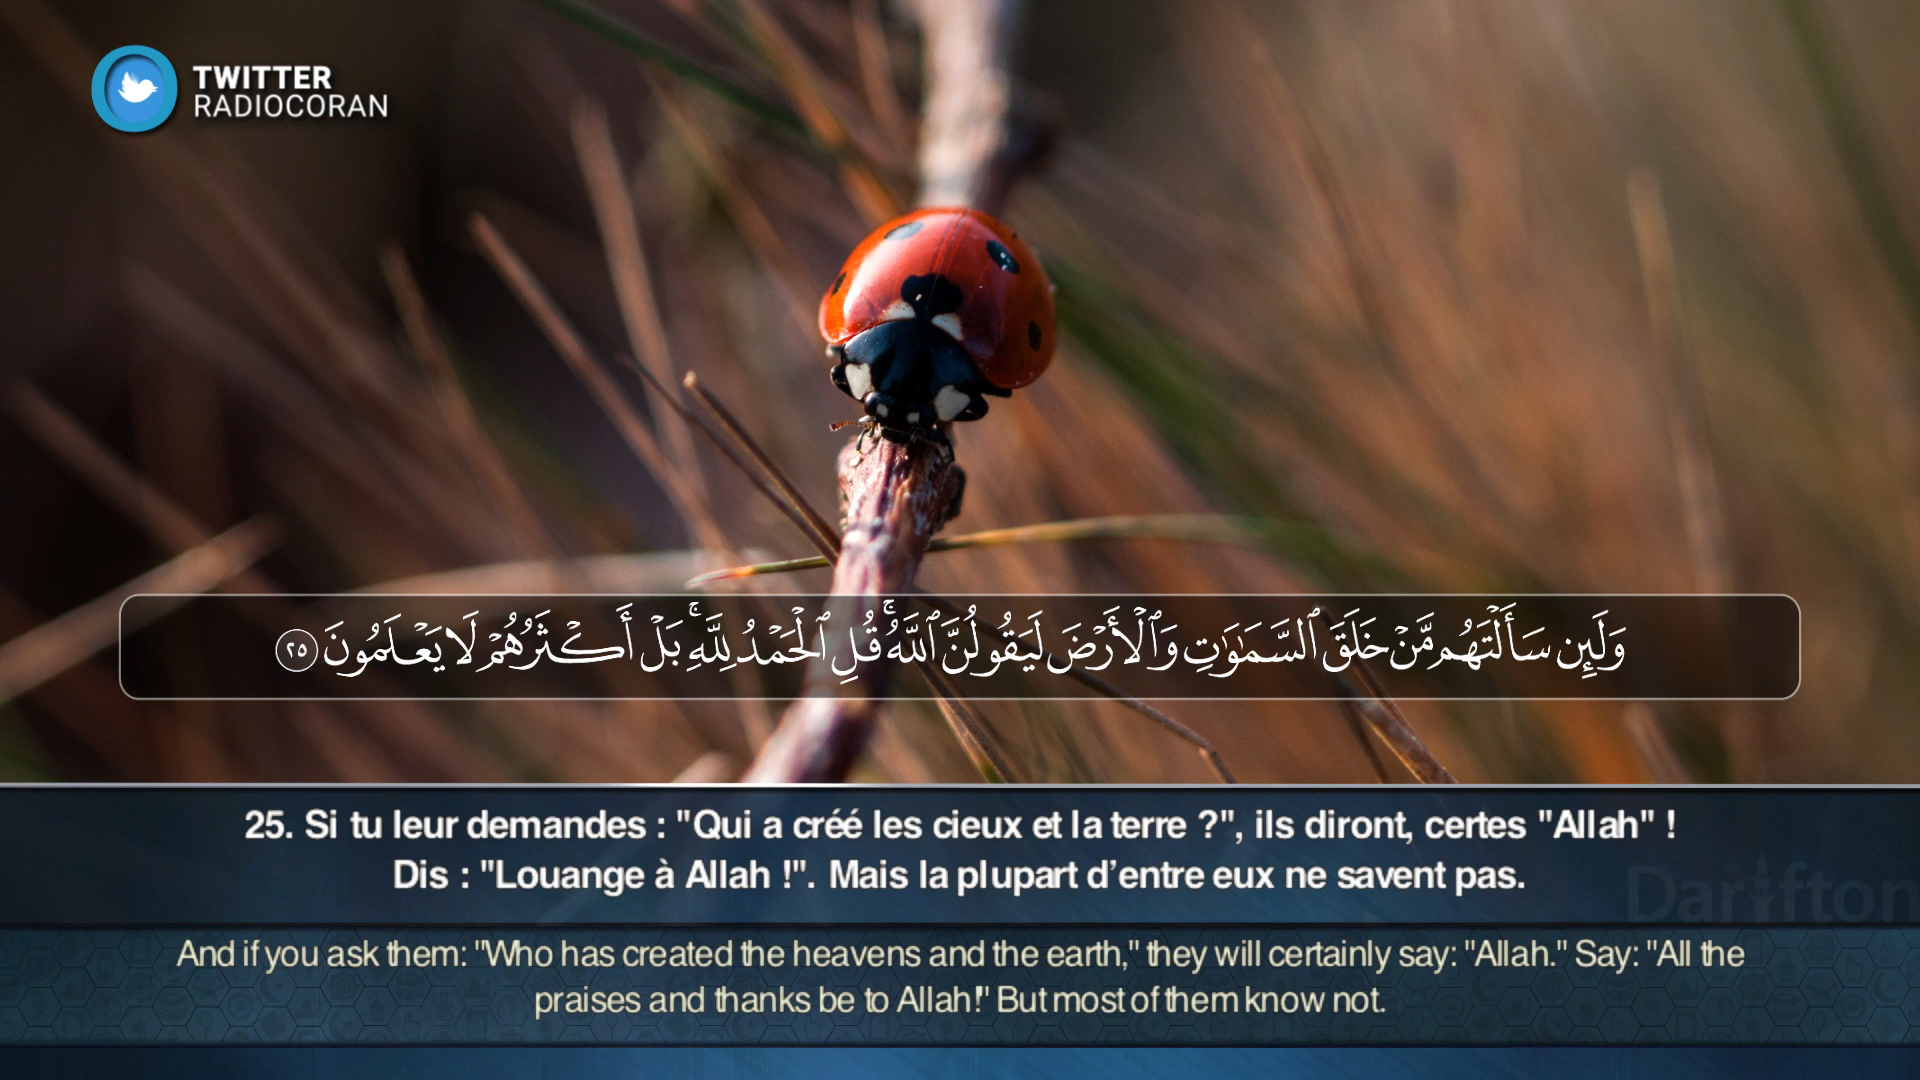 TWITTER
RADIOCORAN
وَلَئِن سَأَلْتَهُم مَّنْ خَلَقَ ٱلسَّمَـٰوَٰتِ وَٱلْأَرْضَ لَيَقُولُنَّ ٱللَّهُ ۚ قُلِ ٱلْحَمْدُ لِلَّهِ ۚ بَلْ أَكْثَرُهُمْ لَا يَعْلَمُونَ ٢٥
25. Si tu leur demandes : "Qui a créé les cieux et la terre ?", ils diront, certes "Allah" !
Dis : "Louange à Allah !". Mais la plupart d’entre eux ne savent pas.
And if you ask them: "Who has created the heavens and the earth," they will certainly say: "Allah." Say: "All the
praises and thanks be to Allah!" But most of them know not.